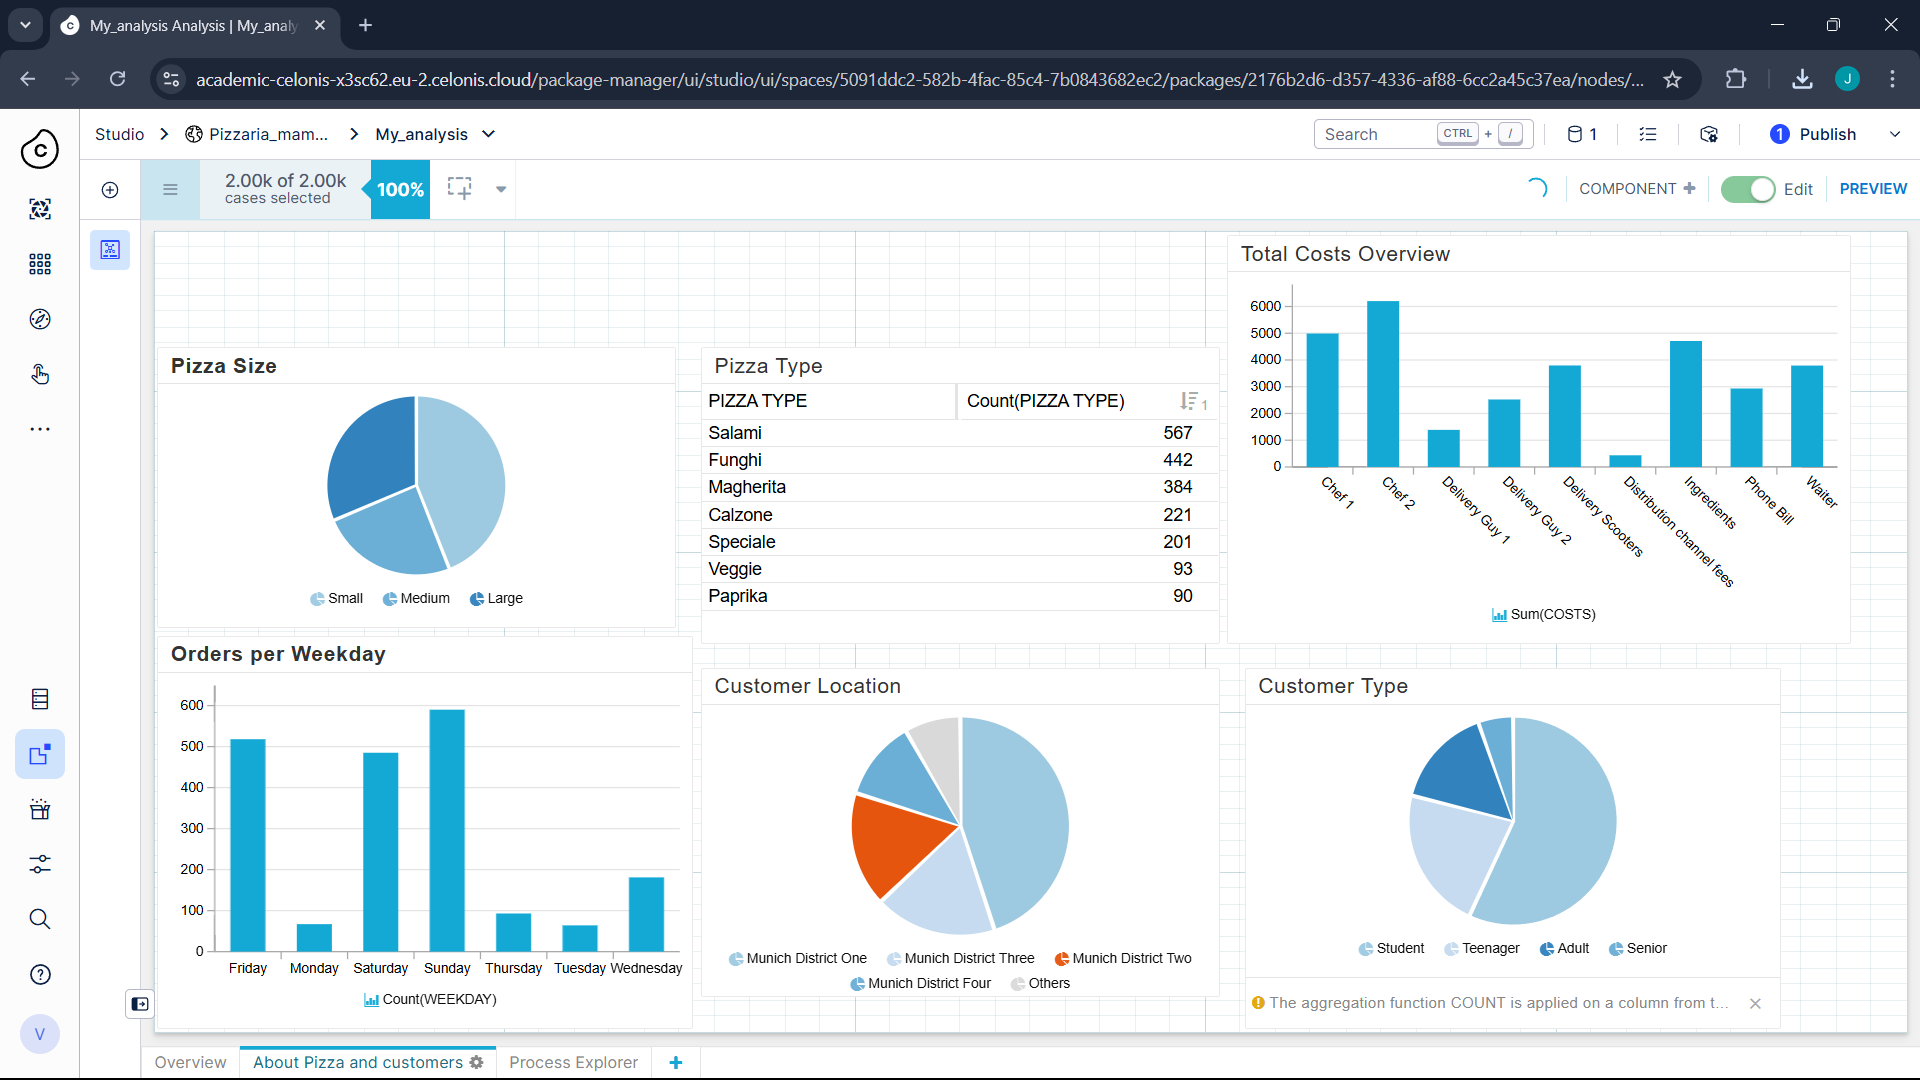 My_analysis Analysis | My_analy
academic-celonis-x3sc62.eu-2.celonis.cloud/package-manager/ui/studio/ui/spaces/5091ddc2-582b-4fac-85c4-7b0843682ec2/packages/2176b2d6-d357-4336-af88-6cc2a45c37ea/nodes/...
J
C
Studio > Pizzaria_mam... > My_analysis
Search CTRL + /
1
1 Publish
2.00k of 2.00k
cases selected
100%
COMPONENT +
Edit
PREVIEW
Total Costs Overview
6000
5000
4000
3000
2000
1000
0
Chef 1
Chef 2
Delivery Guy 1
Delivery Guy 2
Delivery Scooters
Distribution channel fees
Ingredients
Phone Bill
Waiter
Sum(COSTS)
Pizza Size
Small Medium Large
Pizza Type
PIZZA TYPE Count(PIZZA TYPE) 1
Salami 567
Funghi 442
Magherita 384
Calzone 221
Speciale 201
Veggie 93
Paprika 90
Orders per Weekday
600
500
400
300
200
100
0
Friday Monday Saturday Sunday Thursday Tuesday Wednesday
Count(WEEKDAY)
Customer Location
Munich District One Munich District Three Munich District Two
Munich District Four Others
Customer Type
Student Teenager Adult Senior
The aggregation function COUNT is applied on a column from t...
V
Overview About Pizza and customers Process Explorer +